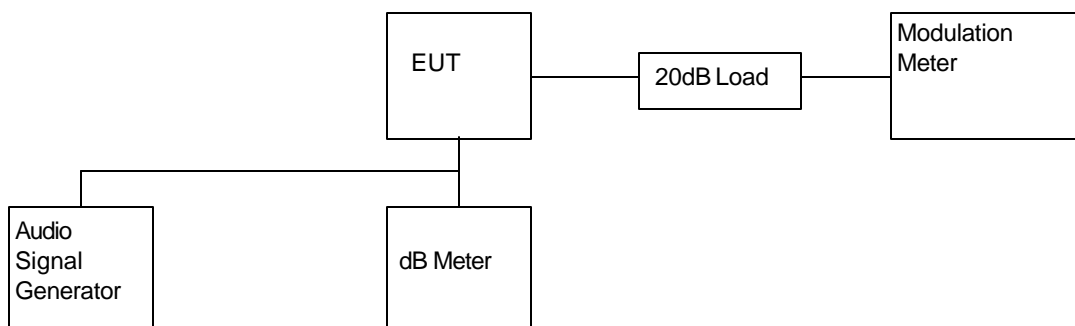 EUT
20dB Load
Modulation
Meter
Audio
Signal
Generator
dB Meter